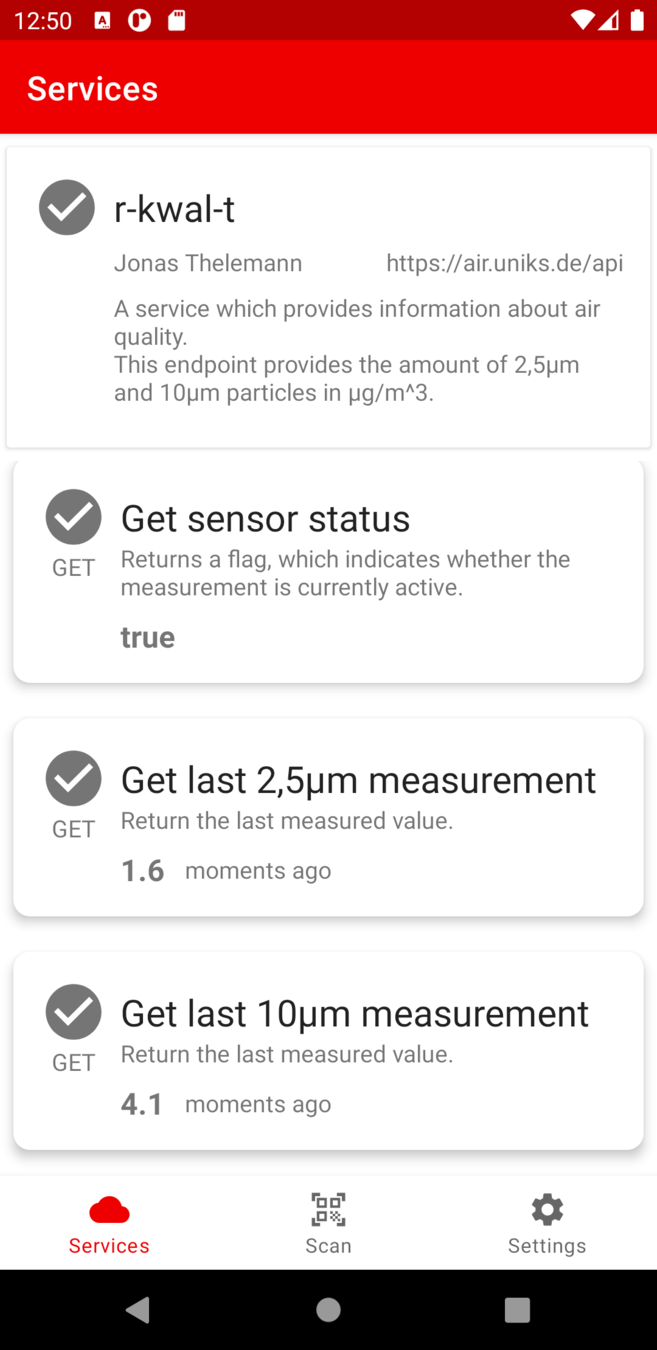 12:50
Services
r-kwal-t
Jonas Thelemann https://air.uniks.de/api
A service which provides information about air
quality.
This endpoint provides the amount of 2,5µm
and 10µm particles in µg/m^3.
Get sensor status
GET
Returns a flag, which indicates whether the
measurement is currently active.
true
Get last 2,5µm measurement
GET
Return the last measured value.
1.6 moments ago
Get last 10µm measurement
GET
Return the last measured value.
4.1 moments ago
Services Scan Settings